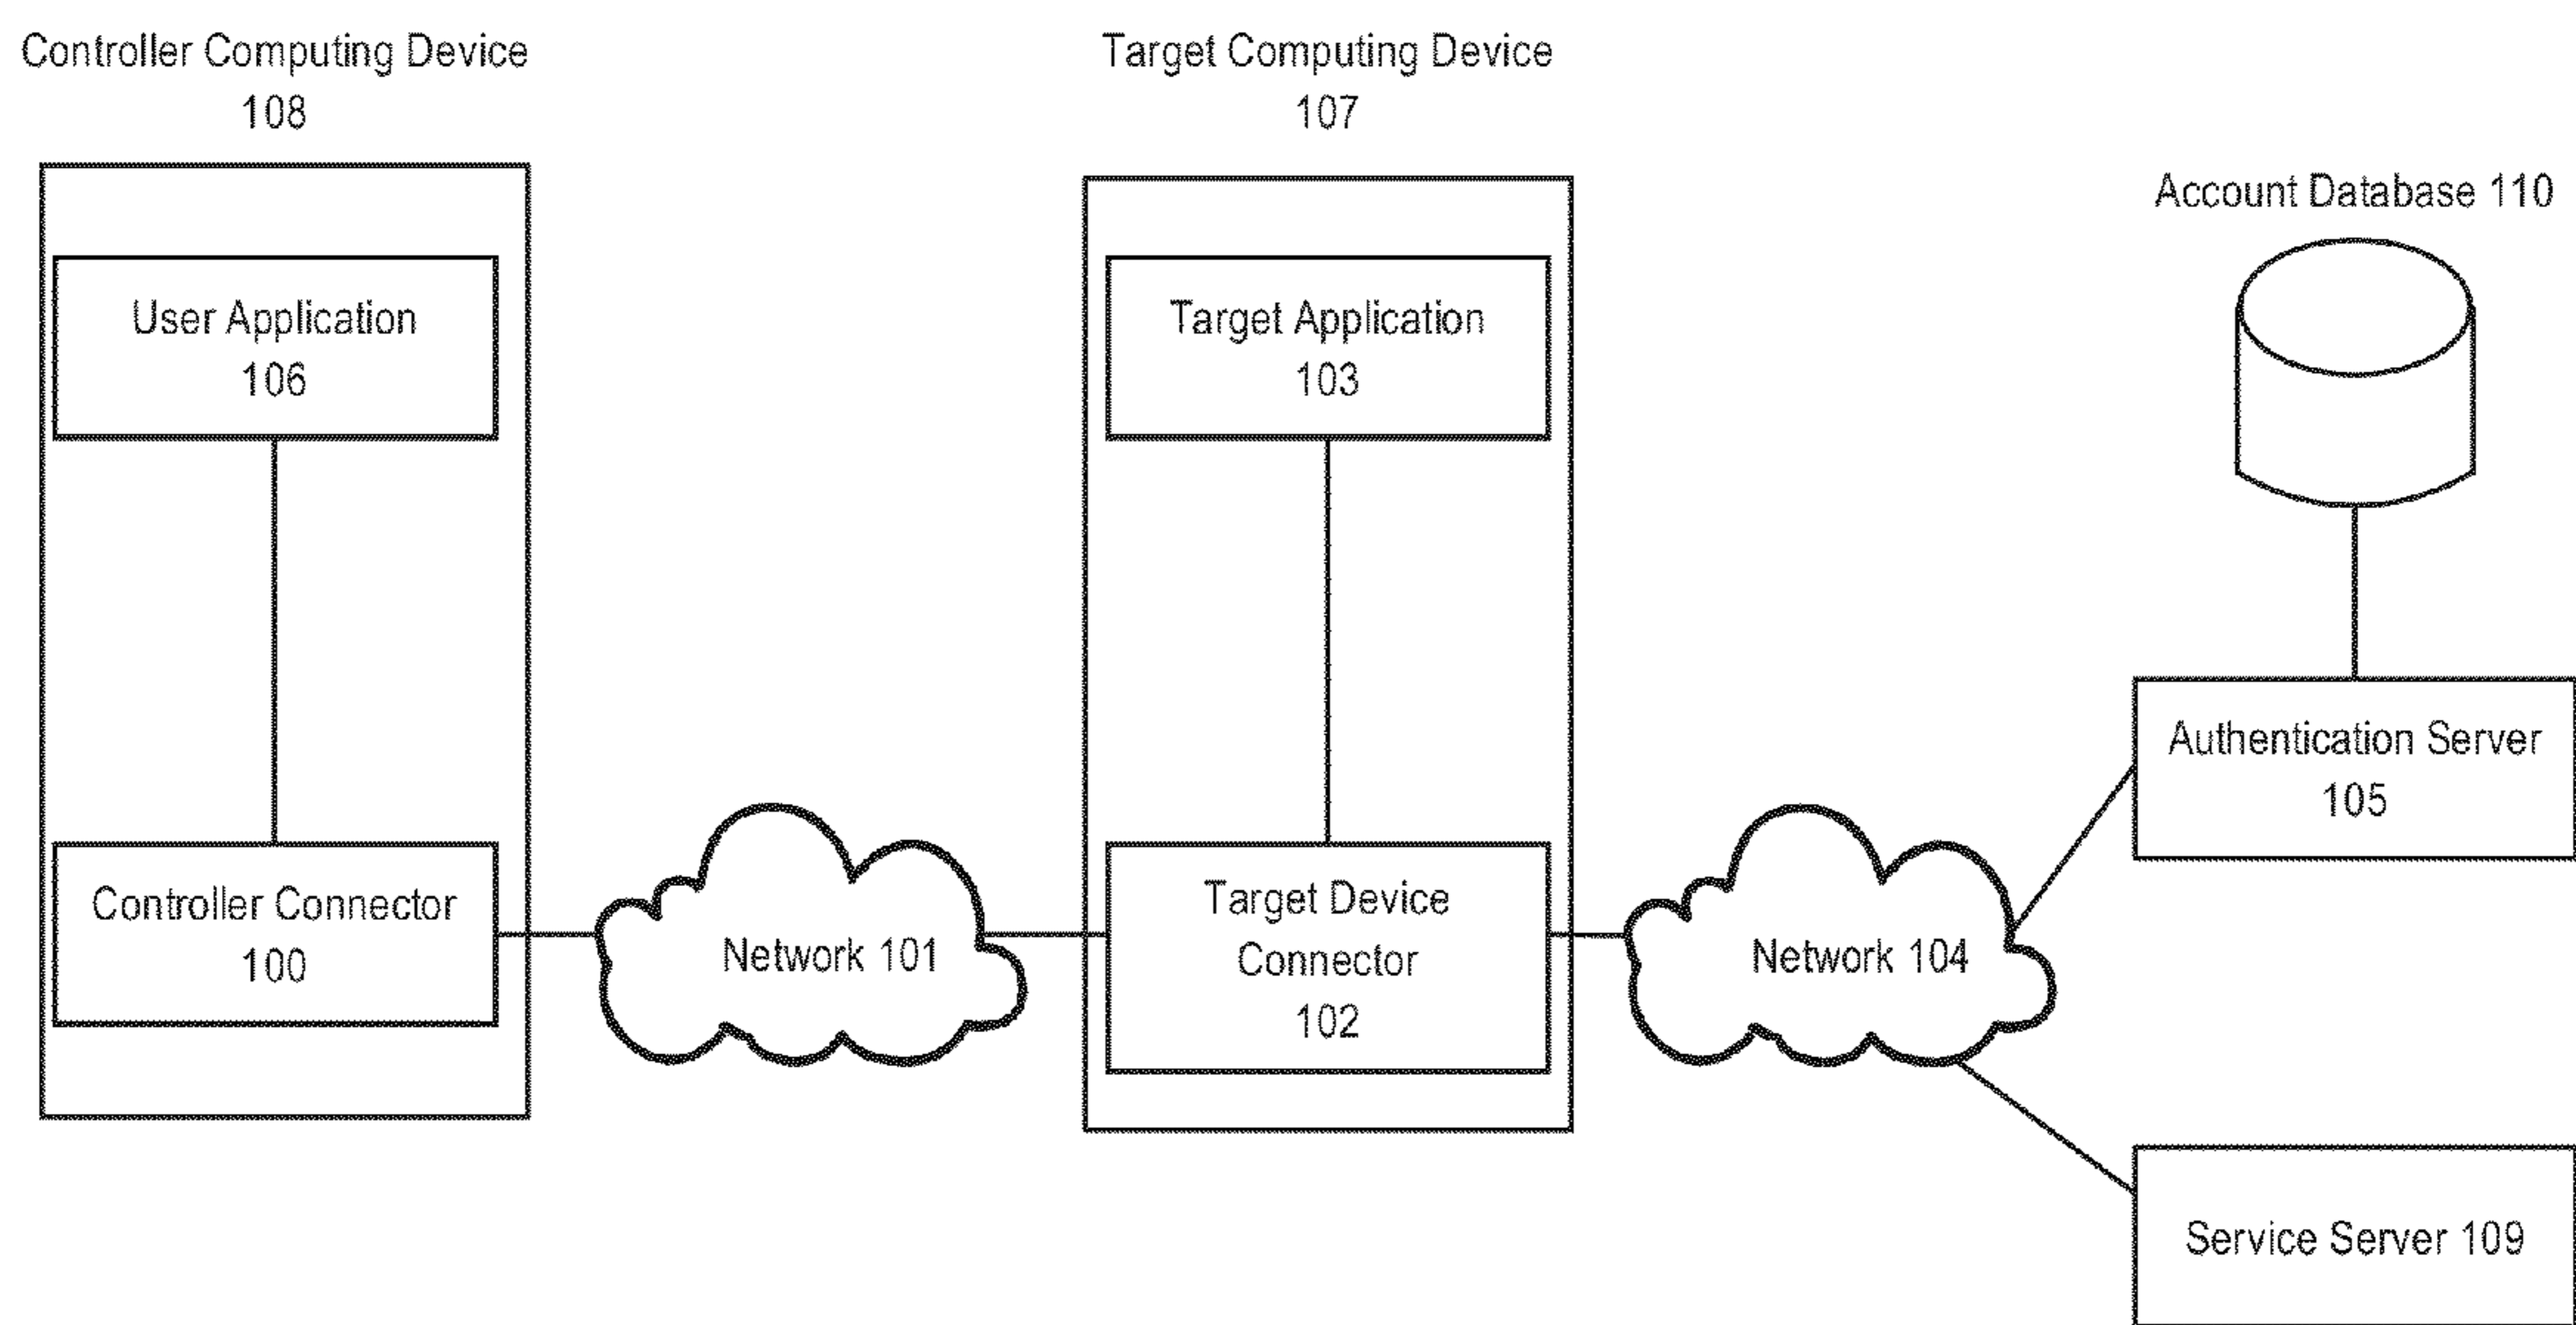 Controller Computing Device
108
Target Computing Device
107
Account Database 110
User Application
106
Target Application
103
Authentication Server
105
Controller Connector
100
Network 101
Target Device
Connector
102
Network 104
Service Server 109